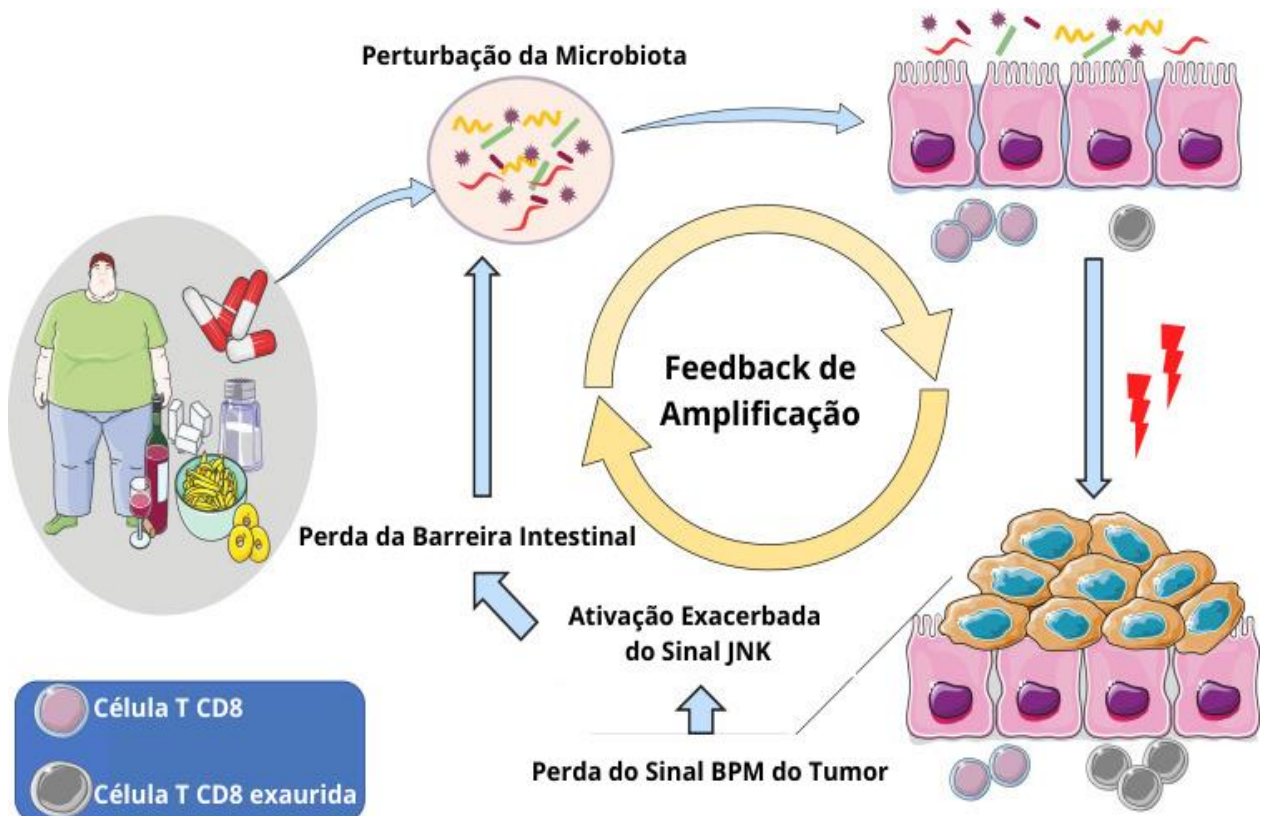 Perturbação da Microbiota
Feedback de
Amplificação
Perda da Barreira Intestinal
Ativação Exacerbada
do Sinal JNK
Perda do Sinal BPM do Tumor
Célula T CD8
Célula T CD8 exaurida